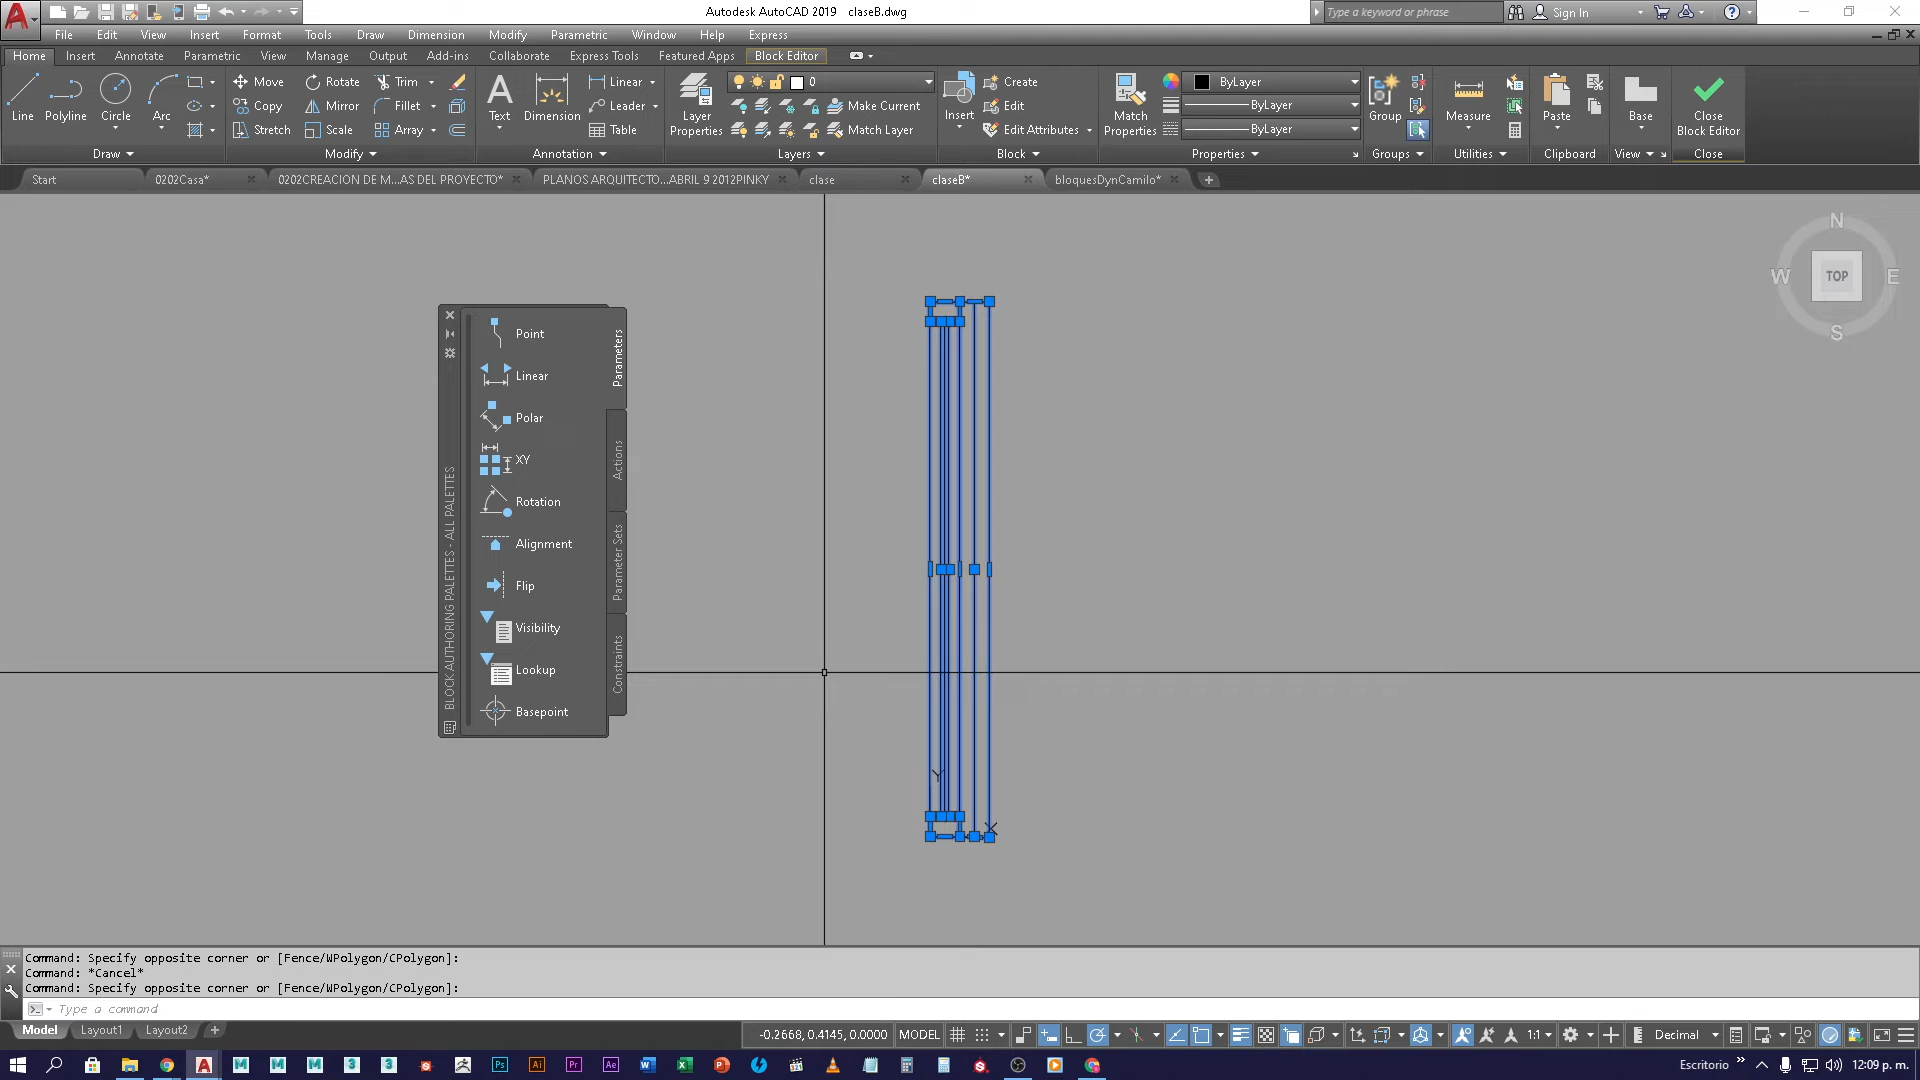 Autodesk AutoCAD 2019 claseB.dwg
Type a keyword or phrase
Sign In
File Edit View Insert Format Tools Draw Dimension Modify Parametric Window Help Express
Home Insert Annotate Parametric View Manage Output Add-ins Collaborate Express Tools Featured Apps Block Editor
Line Polyline Circle Arc
Move Rotate Trim
Copy Mirror Fillet
Stretch Scale Array
Text Dimension
Linear
Leader
Table
Layer Properties
0
Make Current
Match Layer
Insert
Create
Edit
Edit Attributes
Match Properties
ByLayer
ByLayer
ByLayer
Group
Measure
Paste
Base
Close Block Editor
Draw Modify Annotation Layers Block Properties Groups Utilities Clipboard View Close
Start 0202Casa* 0202CREACION DE M...AS DEL PROYECTO* PLANOS ARQUITECTO...ABRIL 9 2012PINKY clase claseB* bloquesDynCamilo*
N
W TOP E
S
Point
Linear
Polar
XY
Rotation
Alignment
Flip
Visibility
Lookup
Basepoint
Parameters
Actions
Parameter Sets
Constraints
BLOCK AUTHORING PALETTES - ALL PALETTES
Y
X
Command: Specify opposite corner or [Fence/WPolygon/CPolygon]:
Command: *Cancel*
Command: Specify opposite corner or [Fence/WPolygon/CPolygon]:
Type a command
Model Layout1 Layout2
-0.2668, 0.4145, 0.0000 MODEL
1:1
Decimal
Escritorio
12:09 p. m.